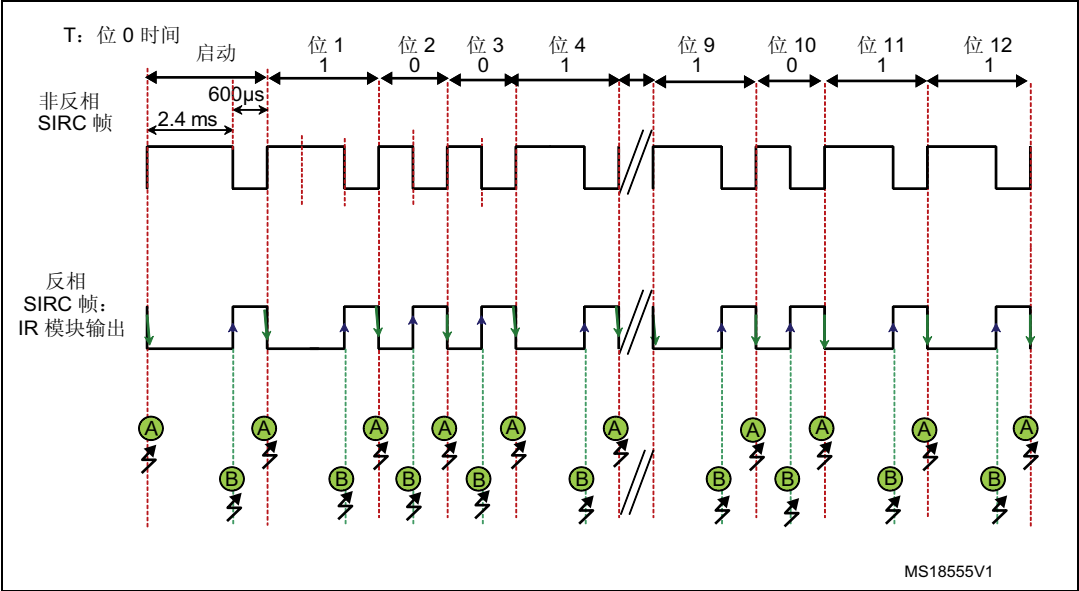 T：位 0 时间
启动
位 1
1
位 2
0
位 3
0
位 4
1
位 9
1
位 10
0
位 11
1
位 12
1
600µs
2.4 ms
非反相
SIRC 帧
反相
SIRC 帧：
IR 模块输出
A A A A A A A A A A
B B B B B B B B B
MS18555V1